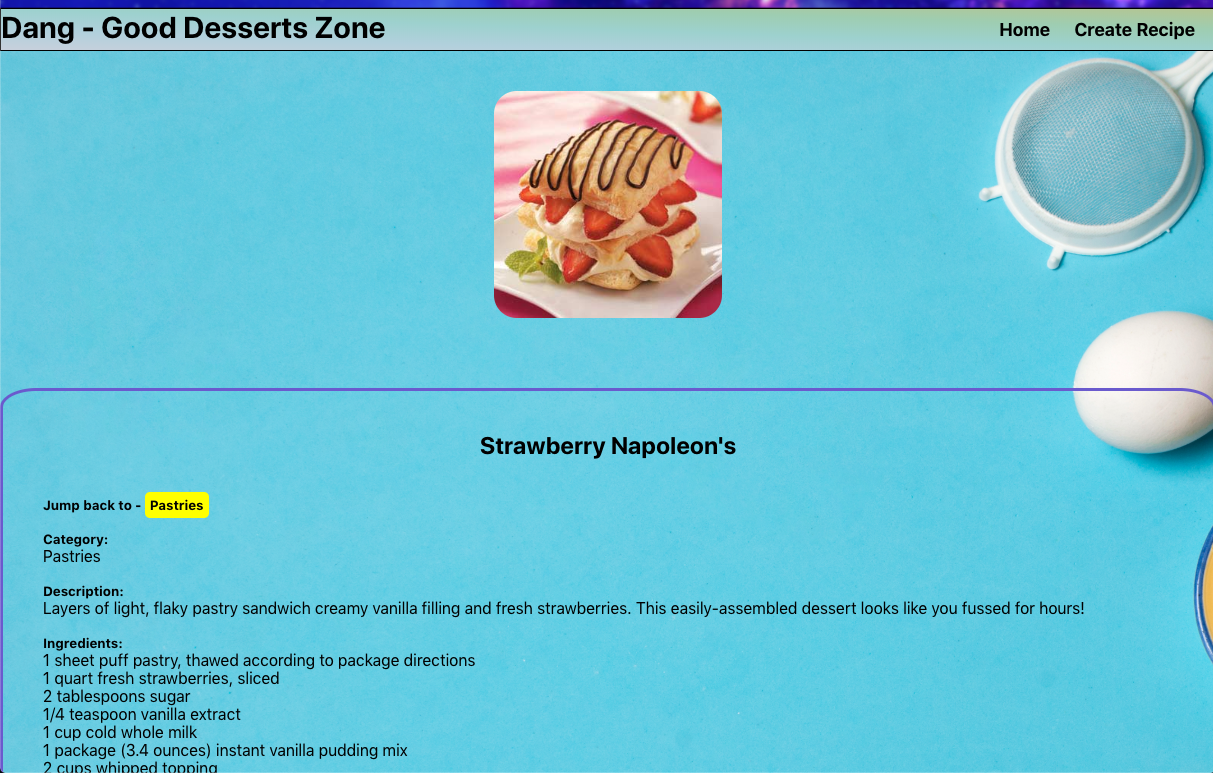 Dang - Good Desserts Zone
Home Create Recipe
Strawberry Napoleon's
Jump back to - Pastries
Category:
Pastries
Description:
Layers of light, flaky pastry sandwich creamy vanilla filling and fresh strawberries. This easily-assembled dessert looks like you fussed for hours!
Ingredients:
1 sheet puff pastry, thawed according to package directions
1 quart fresh strawberries, sliced
2 tablespoons sugar
1/4 teaspoon vanilla extract
1 cup cold whole milk
1 package (3.4 ounces) instant vanilla pudding mix
2 cups whipped topping